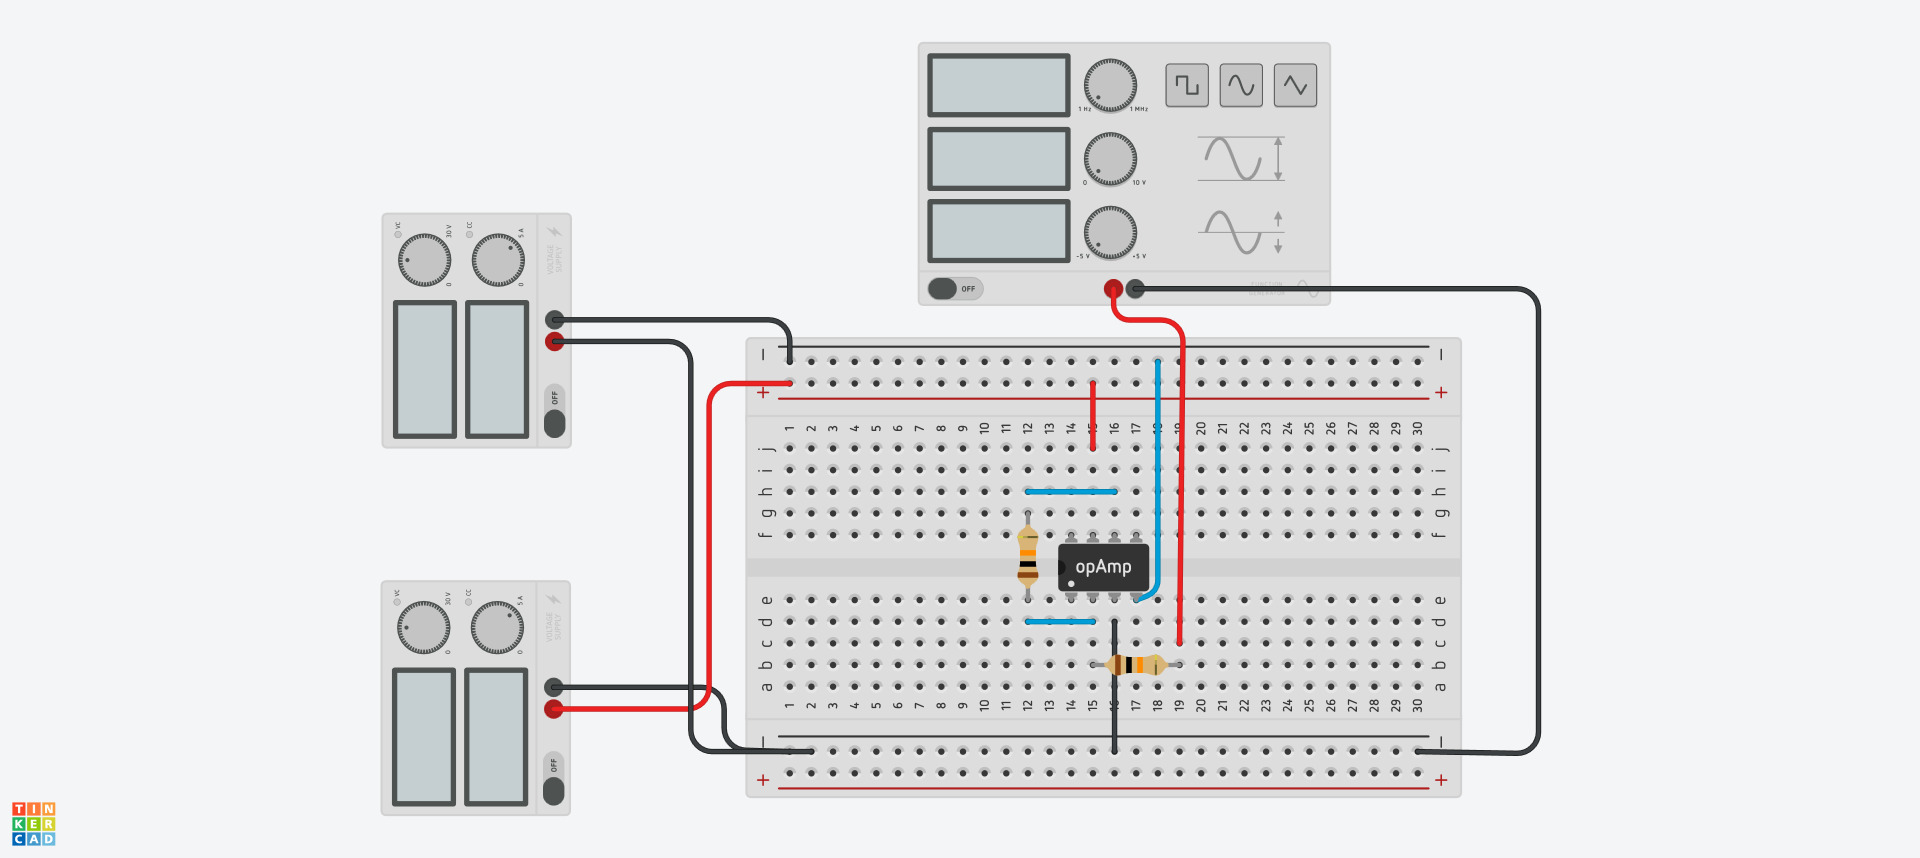 1 Hz 1 MHz
0 10 V
-5 V +5 V
OFF
FUNCTION
GENERATOR
VC 30 V 0
CC 5 A 0
VOLTAGE
SUPPLY
OFF
− −
+ +
1 2 3 4 5 6 7 8 9 10 11 12 13 14 15 16 17 18 19 20 21 22 23 24 25 26 27 28 29 30
j j
i i
h h
g g
f f
opAmp
e e
d d
c c
b b
a a
1 2 3 4 5 6 7 8 9 10 11 12 13 14 15 16 17 18 19 20 21 22 23 24 25 26 27 28 29 30
− −
+ +
VC 30 V 0
CC 5 A 0
VOLTAGE
SUPPLY
OFF
TIN
KER
CAD